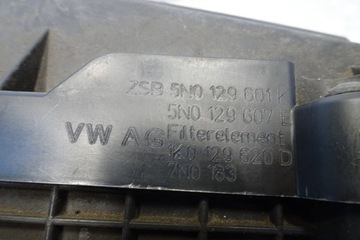 ZSB 5N0 129 601 K
5N0 129 607 E
VW AG Filterelement
1K0 129 620 D
7N0 183